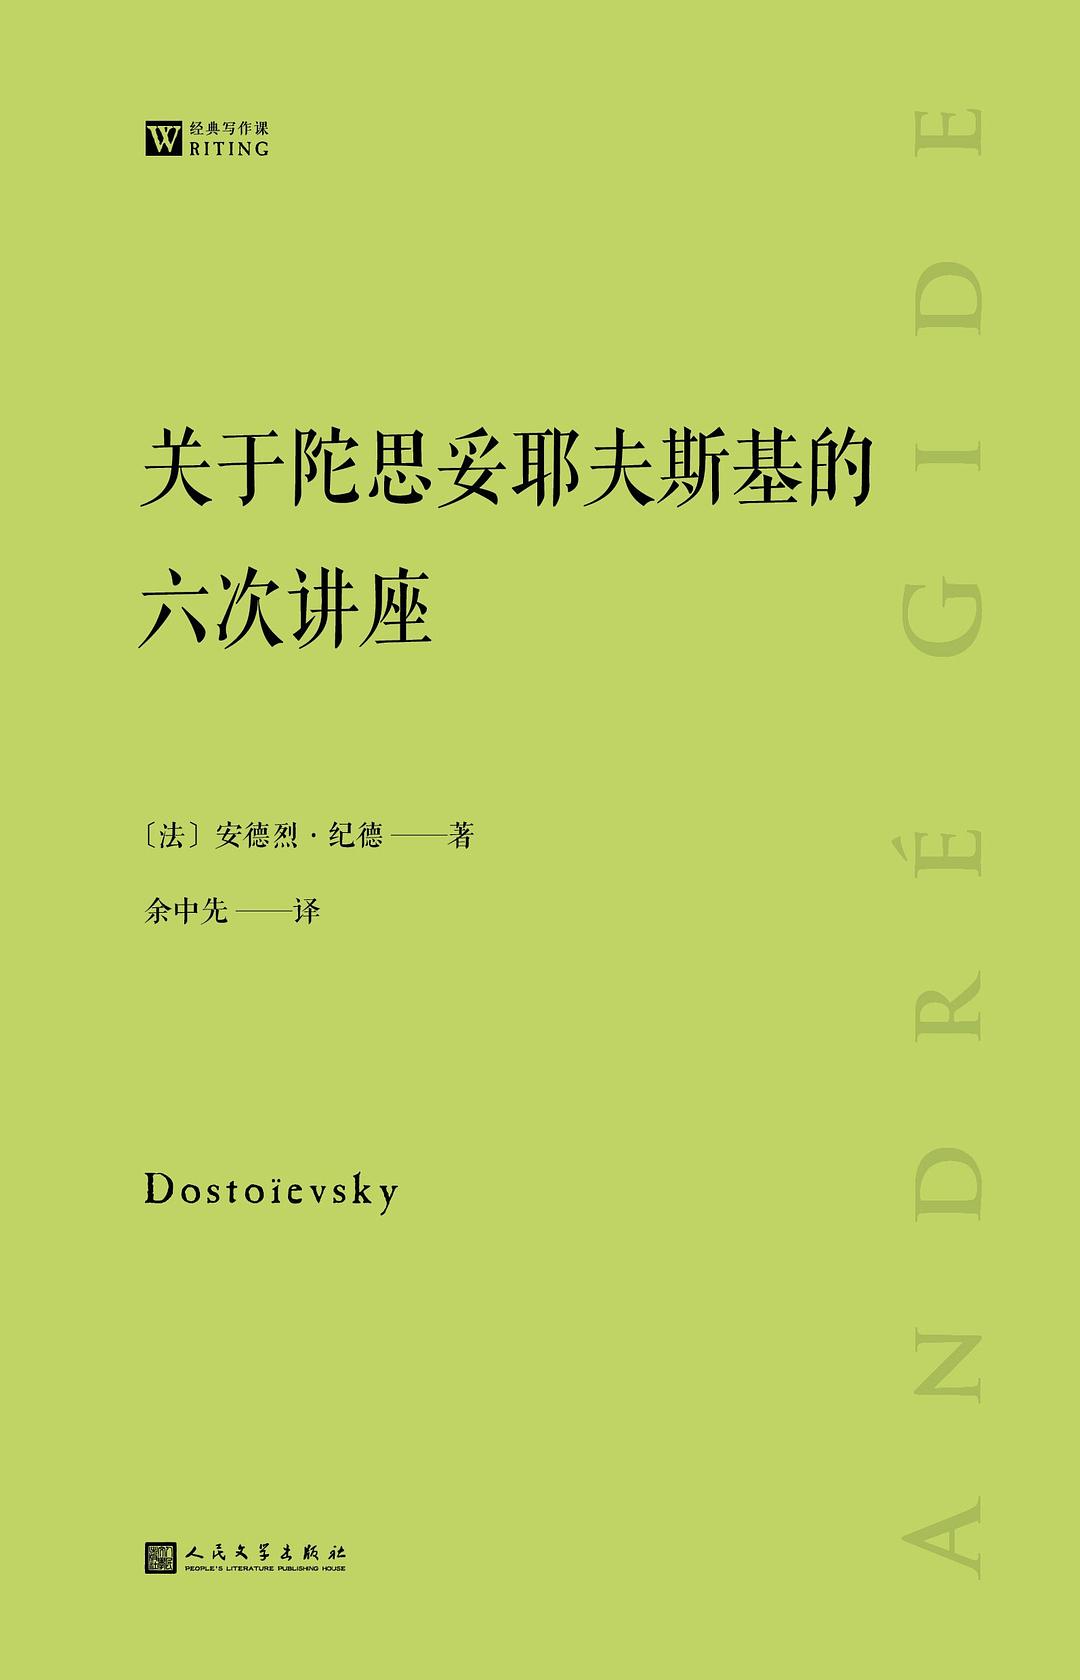 W 经典写作课
RITING
关于陀思妥耶夫斯基的
六次讲座
〔法〕安德烈·纪德——著
余中先——译
Dostoïevsky
人民文学出版社
PEOPLE'S LITERATURE PUBLISHING HOUSE
ANDRÉ GIDE